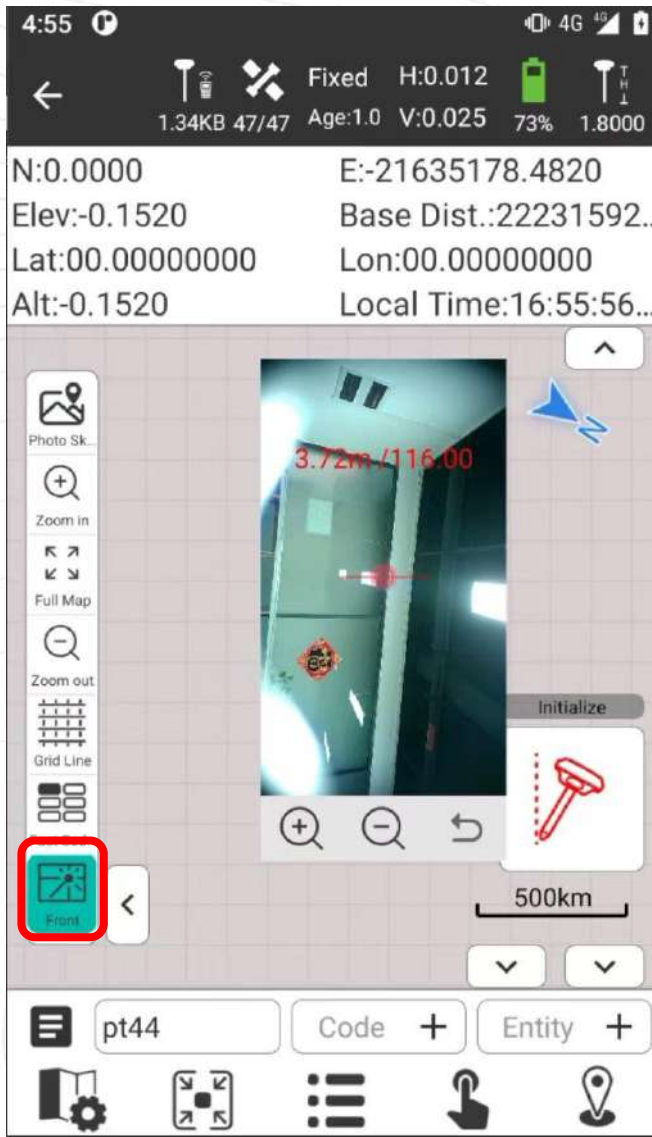 4:55 4G 4G
Fixed H:0.012
1.34KB 47/47 Age:1.0 V:0.025 73% 1.8000
T
H
N:0.0000 E:-21635178.4820
Elev:-0.1520 Base Dist.:22231592..
Lat:00.00000000 Lon:00.00000000
Alt:-0.1520 Local Time:16:55:56...
Photo Sk...
N
3.72m /116.00
Zoom in
Full Map
Zoom out
Initialize
Grid Line
Front
500km
pt44 Code + Entity +